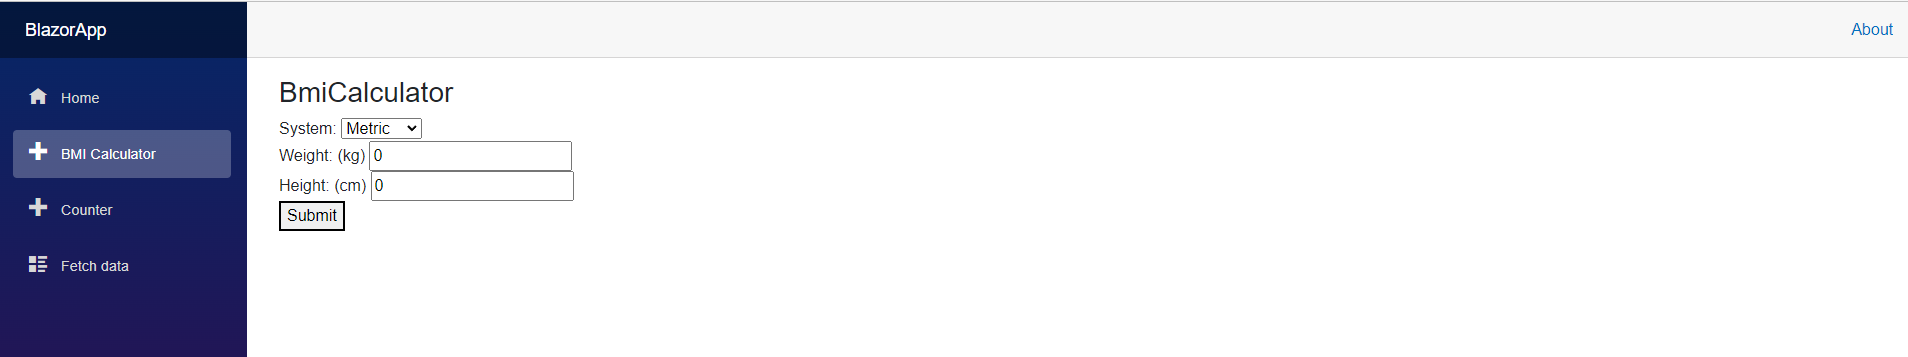 BlazorApp
About
Home
BMI Calculator
Counter
Fetch data
BmiCalculator
System: Metric
Weight: (kg) 0
Height: (cm) 0
Submit